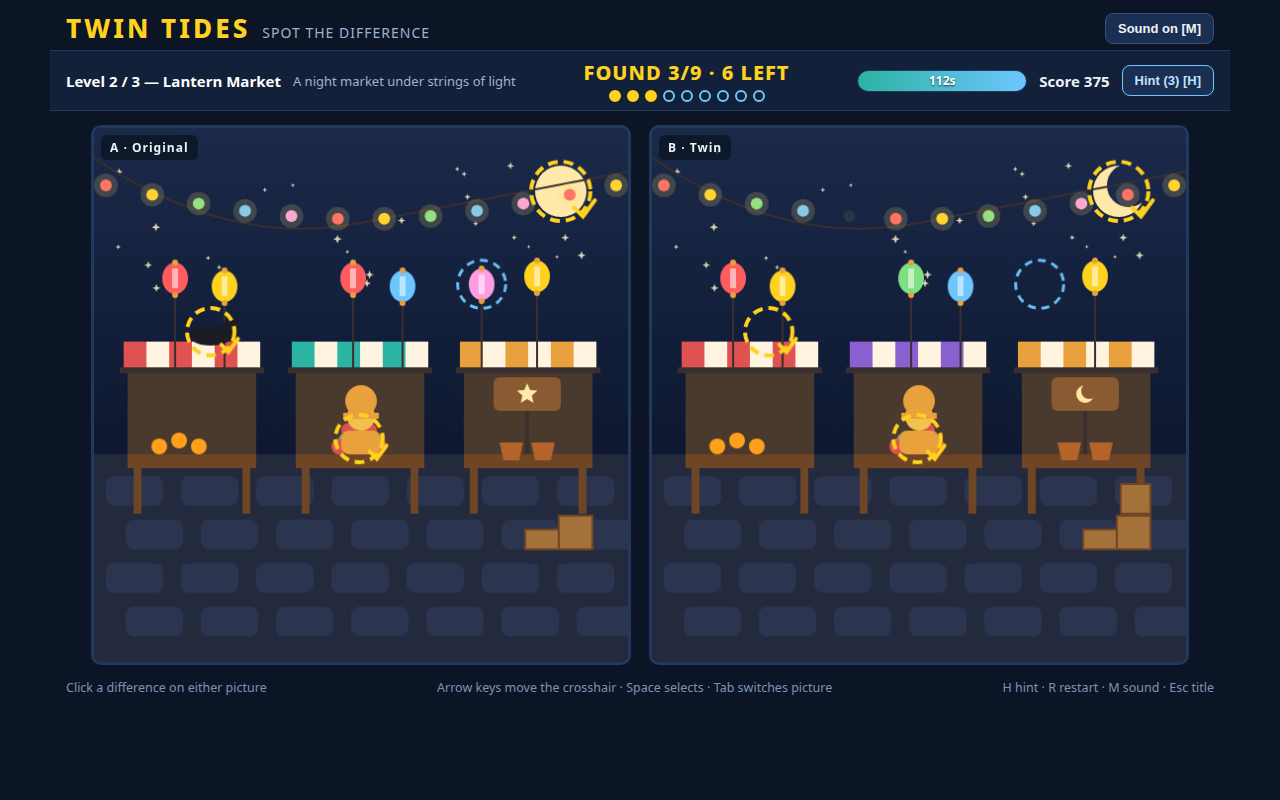 TWIN TIDES SPOT THE DIFFERENCE
Sound on [M]
Level 2 / 3 — Lantern Market A night market under strings of light
FOUND 3/9 · 6 LEFT
112s
Score 375
Hint (3) [H]
A · Original
B · Twin
Click a difference on either picture
Arrow keys move the crosshair · Space selects · Tab switches picture
H hint · R restart · M sound · Esc title